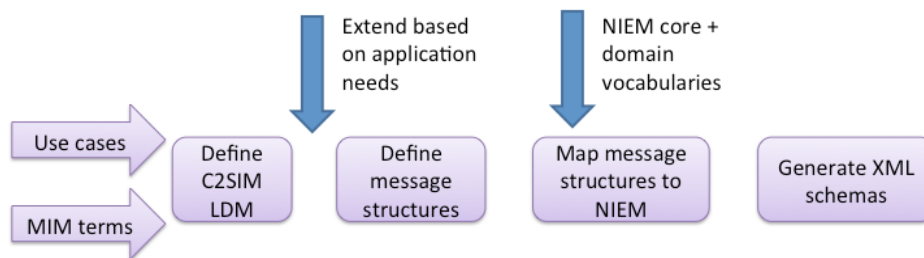 Extend based
on application
needs
NIEM core +
domain
vocabularies
Use cases
MIM terms
Define
C2SIM
LDM
Define
message
structures
Map message
structures to
NIEM
Generate XML
schemas